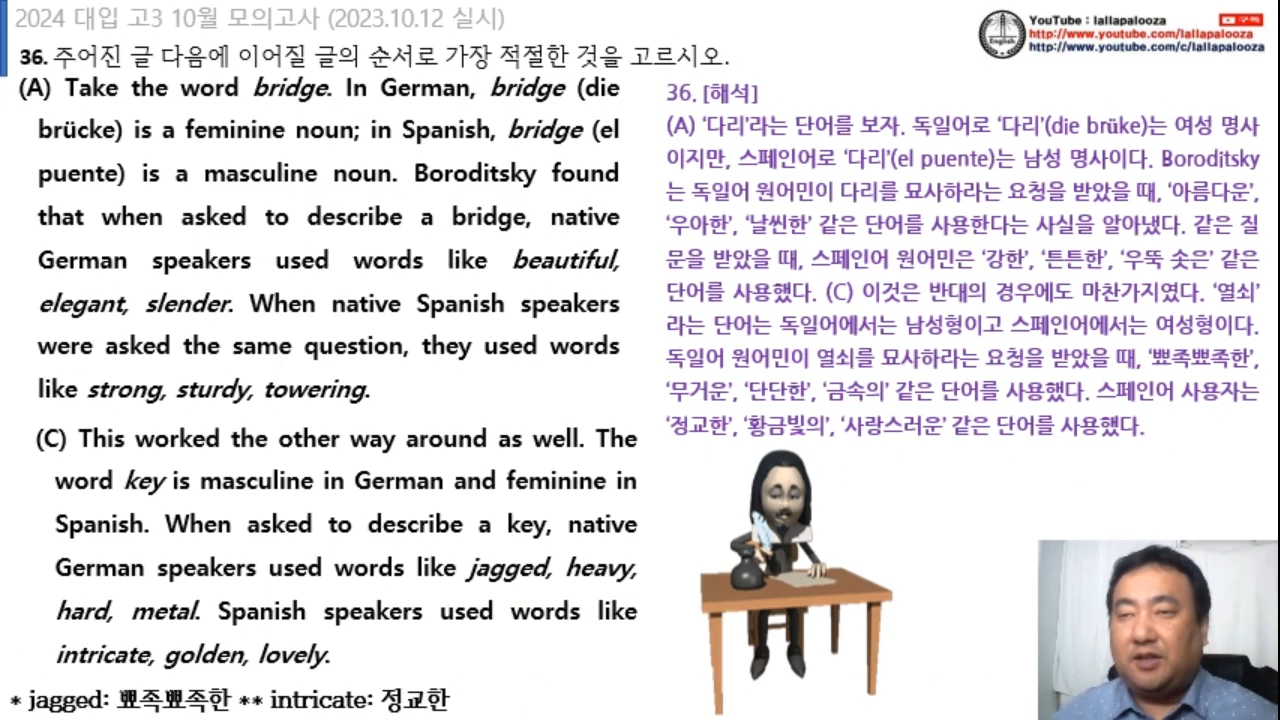 2024 대입 고3 10월 모의고사 (2023.10.12 실시)
YouTube : lallapalooza
구독
http://www.youtube.com/lallapalooza
http://www.youtube.com/c/lallapalooza
English
36. 주어진 글 다음에 이어질 글의 순서로 가장 적절한 것을 고르시오.
(A) Take the word bridge. In German, bridge (die
brücke) is a feminine noun; in Spanish, bridge (el
puente) is a masculine noun. Boroditsky found
that when asked to describe a bridge, native
German speakers used words like beautiful,
elegant, slender. When native Spanish speakers
were asked the same question, they used words
like strong, sturdy, towering.
(C) This worked the other way around as well. The
word key is masculine in German and feminine in
Spanish. When asked to describe a key, native
German speakers used words like jagged, heavy,
hard, metal. Spanish speakers used words like
intricate, golden, lovely.
* jagged: 뾰족뾰족한 ** intricate: 정교한
36. [해석]
(A) ‘다리’라는 단어를 보자. 독일어로 ‘다리’(die brüke)는 여성 명사
이지만, 스페인어로 ‘다리’(el puente)는 남성 명사이다. Boroditsky
는 독일어 원어민이 다리를 묘사하라는 요청을 받았을 때, ‘아름다운’,
‘우아한’, ‘날씬한’ 같은 단어를 사용한다는 사실을 알아냈다. 같은 질
문을 받았을 때, 스페인어 원어민은 ‘강한’, ‘튼튼한’, ‘우뚝 솟은’ 같은
단어를 사용했다. (C) 이것은 반대의 경우에도 마찬가지였다. ‘열쇠’
라는 단어는 독일어에서는 남성형이고 스페인어에서는 여성형이다.
독일어 원어민이 열쇠를 묘사하라는 요청을 받았을 때, ‘뾰족뾰족한’,
‘무거운’, ‘단단한’, ‘금속의’ 같은 단어를 사용했다. 스페인어 사용자는
‘정교한’, ‘황금빛의’, ‘사랑스러운’ 같은 단어를 사용했다.